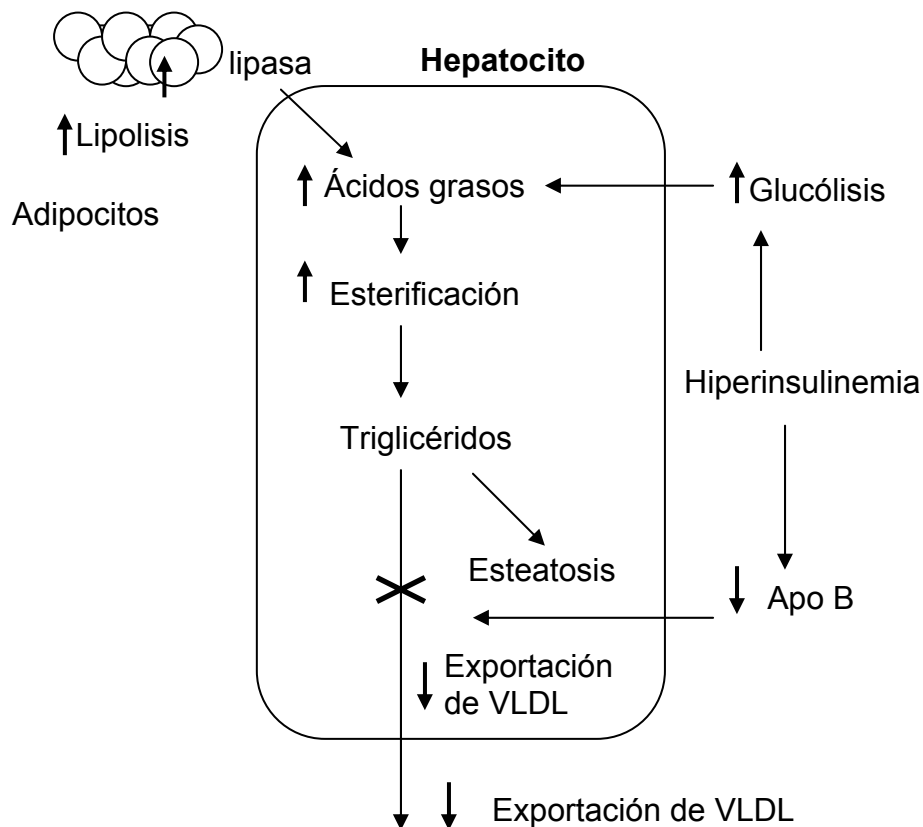 lipasa
Hepatocito
Lipolisis
Adipocitos
Ácidos grasos
Glucólisis
Esterificación
Hiperinsulinemia
Triglicéridos
Esteatosis
Apo B
Exportación
de VLDL
Exportación de VLDL